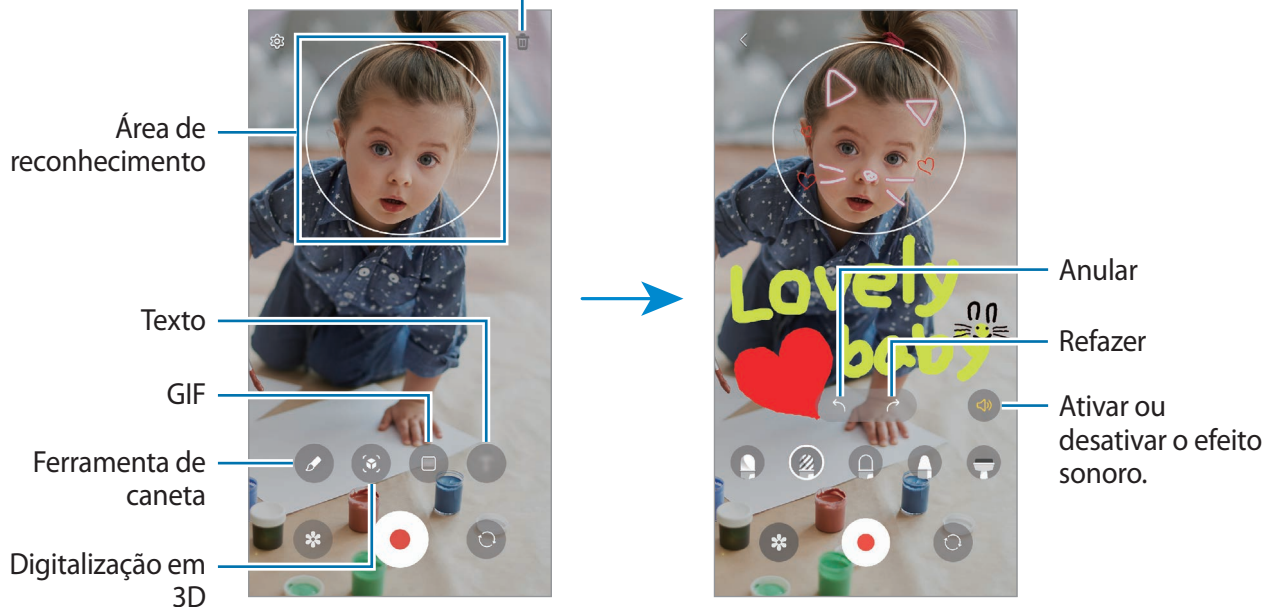 Área de
reconhecimento
Texto
GIF
Ferramenta de
caneta
Digitalização em
3D
Lovely
baby
Anular
Refazer
Ativar ou
desativar o efeito
sonoro.